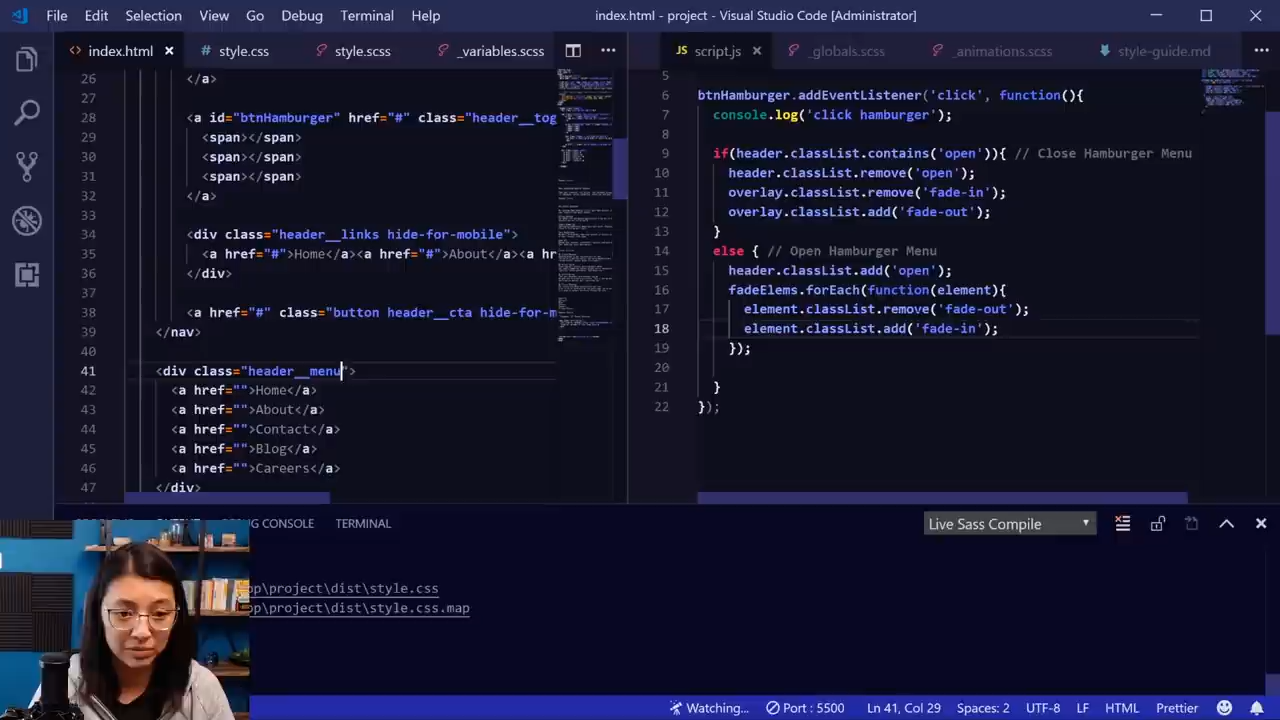 File Edit Selection View Go Debug Terminal Help
index.html - project - Visual Studio Code [Administrator]
index.html
style.css
style.scss
_variables.scss
26 </a>
27
28 <a id="bttHamburger" href="#" class="header__tog
29 <span></span>
30 <span></span>
31 <span></span>
32 </a>
33
34 <div class="header__links hide-for-mobile">
35 <a href="#">Home</a><a href="#">About</a><a hr
36 </div>
37
38 <a href="#" class="button header__cta hide-for-m
39 </nav>
40
41 <div class="header__menu">
42 <a href="">Home</a>
43 <a href="">About</a>
44 <a href="">Contact</a>
45 <a href="">Blog</a>
46 <a href="">Careers</a>
47 </div>
JS script.js
_globals.scss
_animations.scss
style-guide.md
5
6 btnHamburger.addEventListener('click', function(){
7 console.log('click hamburger');
8
9 if(header.classList.contains('open')){ // Close Hamburger Menu
10 header.classList.remove('open');
11 overlay.classList.remove('fade-in');
12 overlay.classList.add('fade-out');
13 }
14 else { // Open Hamburger Menu
15 header.classList.add('open');
16 fadeElems.forEach(function(element){
17 element.classList.remove('fade-out');
18 element.classList.add('fade-in');
19 });
20
21 }
22 });
CONSOLE TERMINAL
Live Sass Compile
op\project\dist\style.css
op\project\dist\style.css.map
Watching... Port : 5500 Ln 41, Col 29 Spaces: 2 UTF-8 LF HTML Prettier